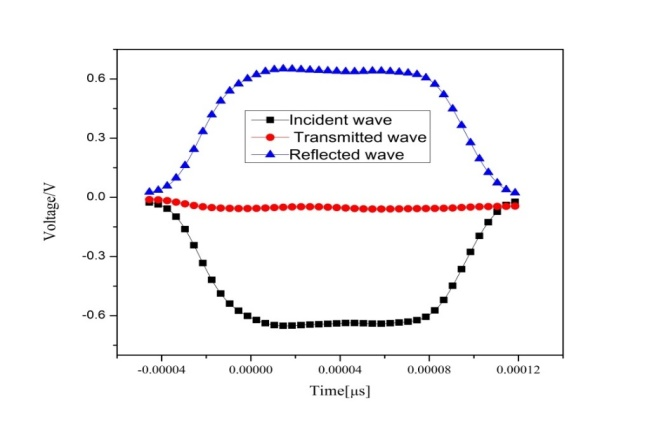 0.6
0.3
0.0
-0.3
-0.6
Voltage/V
Incident wave
Transmitted wave
Reflected wave
-0.00004 0.00000 0.00004 0.00008 0.00012
Time[μs]